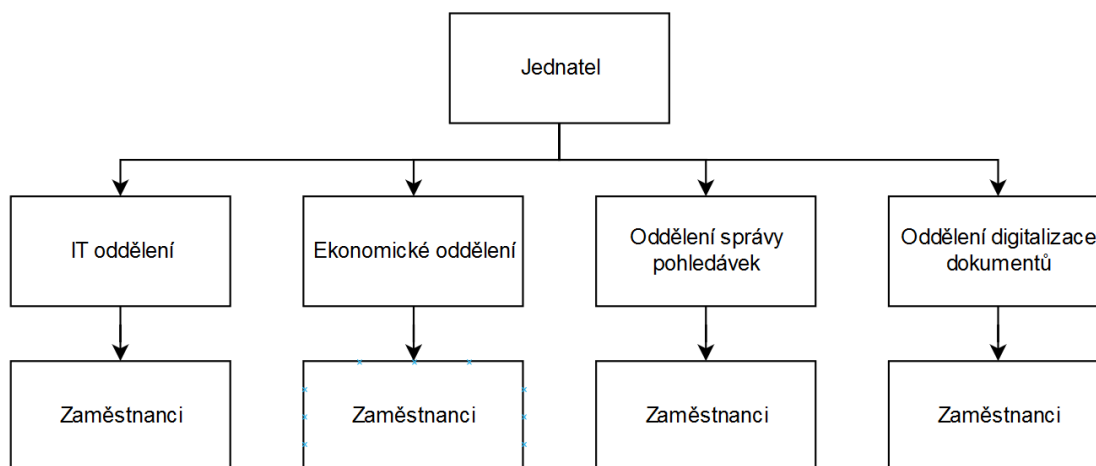 Jednatel
IT oddělení
Ekonomické oddělení
Oddělení správy
pohledávek
Oddělení digitalizace
dokumentů
Zaměstnanci
Zaměstnanci
Zaměstnanci
Zaměstnanci